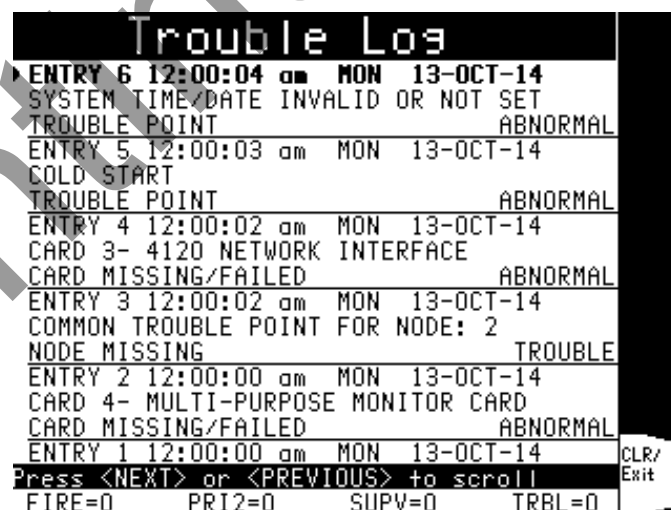 Trouble Log
ENTRY 6 12:00:04 am MON 13-OCT-14
SYSTEM TIME/DATE INVALID OR NOT SET
TROUBLE POINT ABNORMAL
ENTRY 5 12:00:03 am MON 13-OCT-14
COLD START
TROUBLE POINT ABNORMAL
ENTRY 4 12:00:02 am MON 13-OCT-14
CARD 3- 4120 NETWORK INTERFACE
CARD MISSING/FAILED ABNORMAL
ENTRY 3 12:00:02 am MON 13-OCT-14
COMMON TROUBLE POINT FOR NODE: 2
NODE MISSING TROUBLE
ENTRY 2 12:00:00 am MON 13-OCT-14
CARD 4- MULTI-PURPOSE MONITOR CARD
CARD MISSING/FAILED ABNORMAL
ENTRY 1 12:00:00 am MON 13-OCT-14
Press <NEXT> or <PREVIOUS> to scroll
FIRE=0 PRI2=0 SUPV=0 TRBL=0
CLR/
Exit